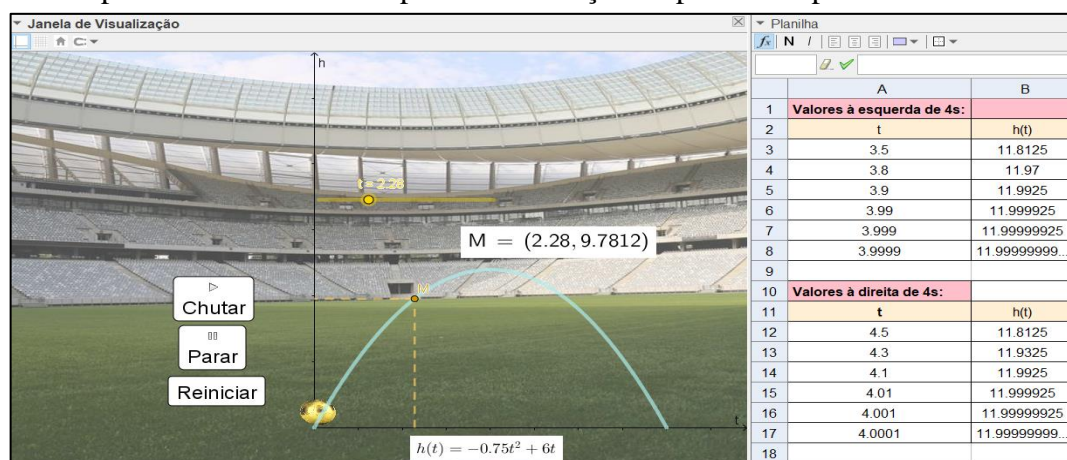 Janela de Visualização
h
t = 2.28
M = (2.28, 9.7812)
M
Chutar
Parar
Reiniciar
t
h(t) = −0.75t² + 6t
Planilha
fx N I
A B
1 Valores à esquerda de 4s:
2 t h(t)
3 3.5 11.8125
4 3.8 11.97
5 3.9 11.9925
6 3.99 11.999925
7 3.999 11.99999925
8 3.9999 11.99999999...
9
10 Valores à direita de 4s:
11 t h(t)
12 4.5 11.8125
13 4.3 11.9325
14 4.1 11.9925
15 4.01 11.999925
16 4.001 11.99999925
17 4.0001 11.99999999...
18